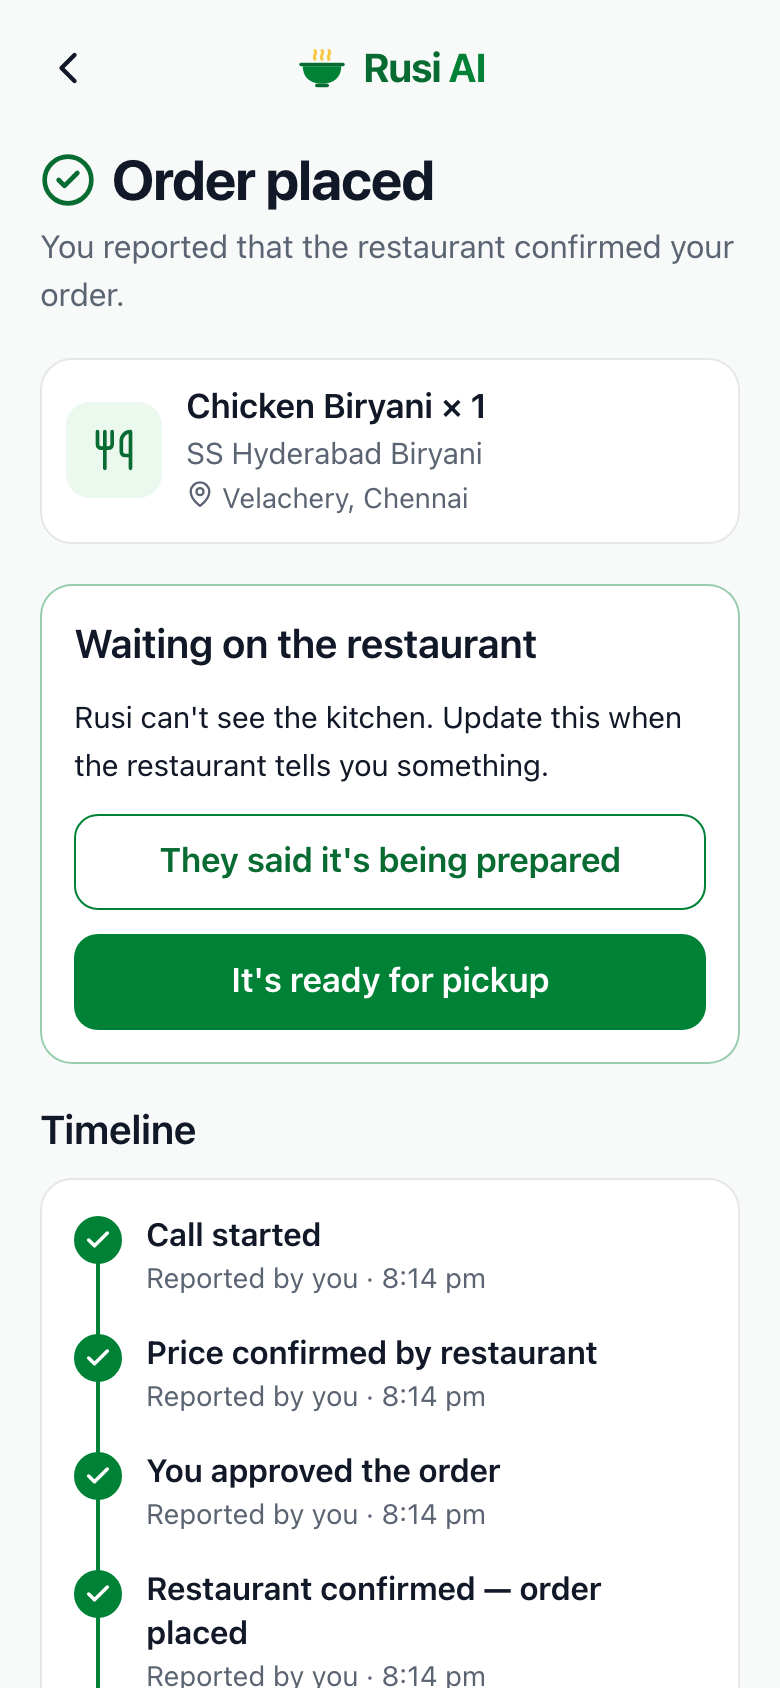 Rusi AI
Order placed
You reported that the restaurant confirmed your
order.
Chicken Biryani × 1
SS Hyderabad Biryani
Velachery, Chennai
Waiting on the restaurant
Rusi can't see the kitchen. Update this when
the restaurant tells you something.
They said it's being prepared
It's ready for pickup
Timeline
Call started
Reported by you · 8:14 pm
Price confirmed by restaurant
Reported by you · 8:14 pm
You approved the order
Reported by you · 8:14 pm
Restaurant confirmed — order
placed
Reported by you · 8:14 pm